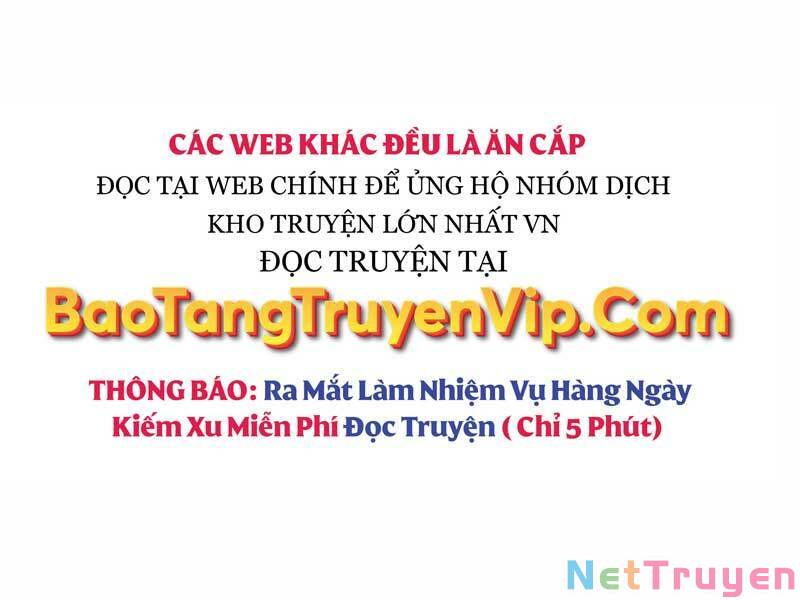 CÁC WEB KHÁC ĐỀU LÀ ĂN CẮP
ĐỌC TẠI WEB CHÍNH ĐỂ ỦNG HỘ NHÓM DỊCH
KHO TRUYỆN LỚN NHẤT VN
ĐỌC TRUYỆN TẠI
BaoTangTruyenVip.Com
THÔNG BÁO: Ra Mắt Làm Nhiệm Vụ Hàng Ngày
Kiếm Xu Miễn Phí Đọc Truyện ( Chỉ 5 Phút)
NetTruyen